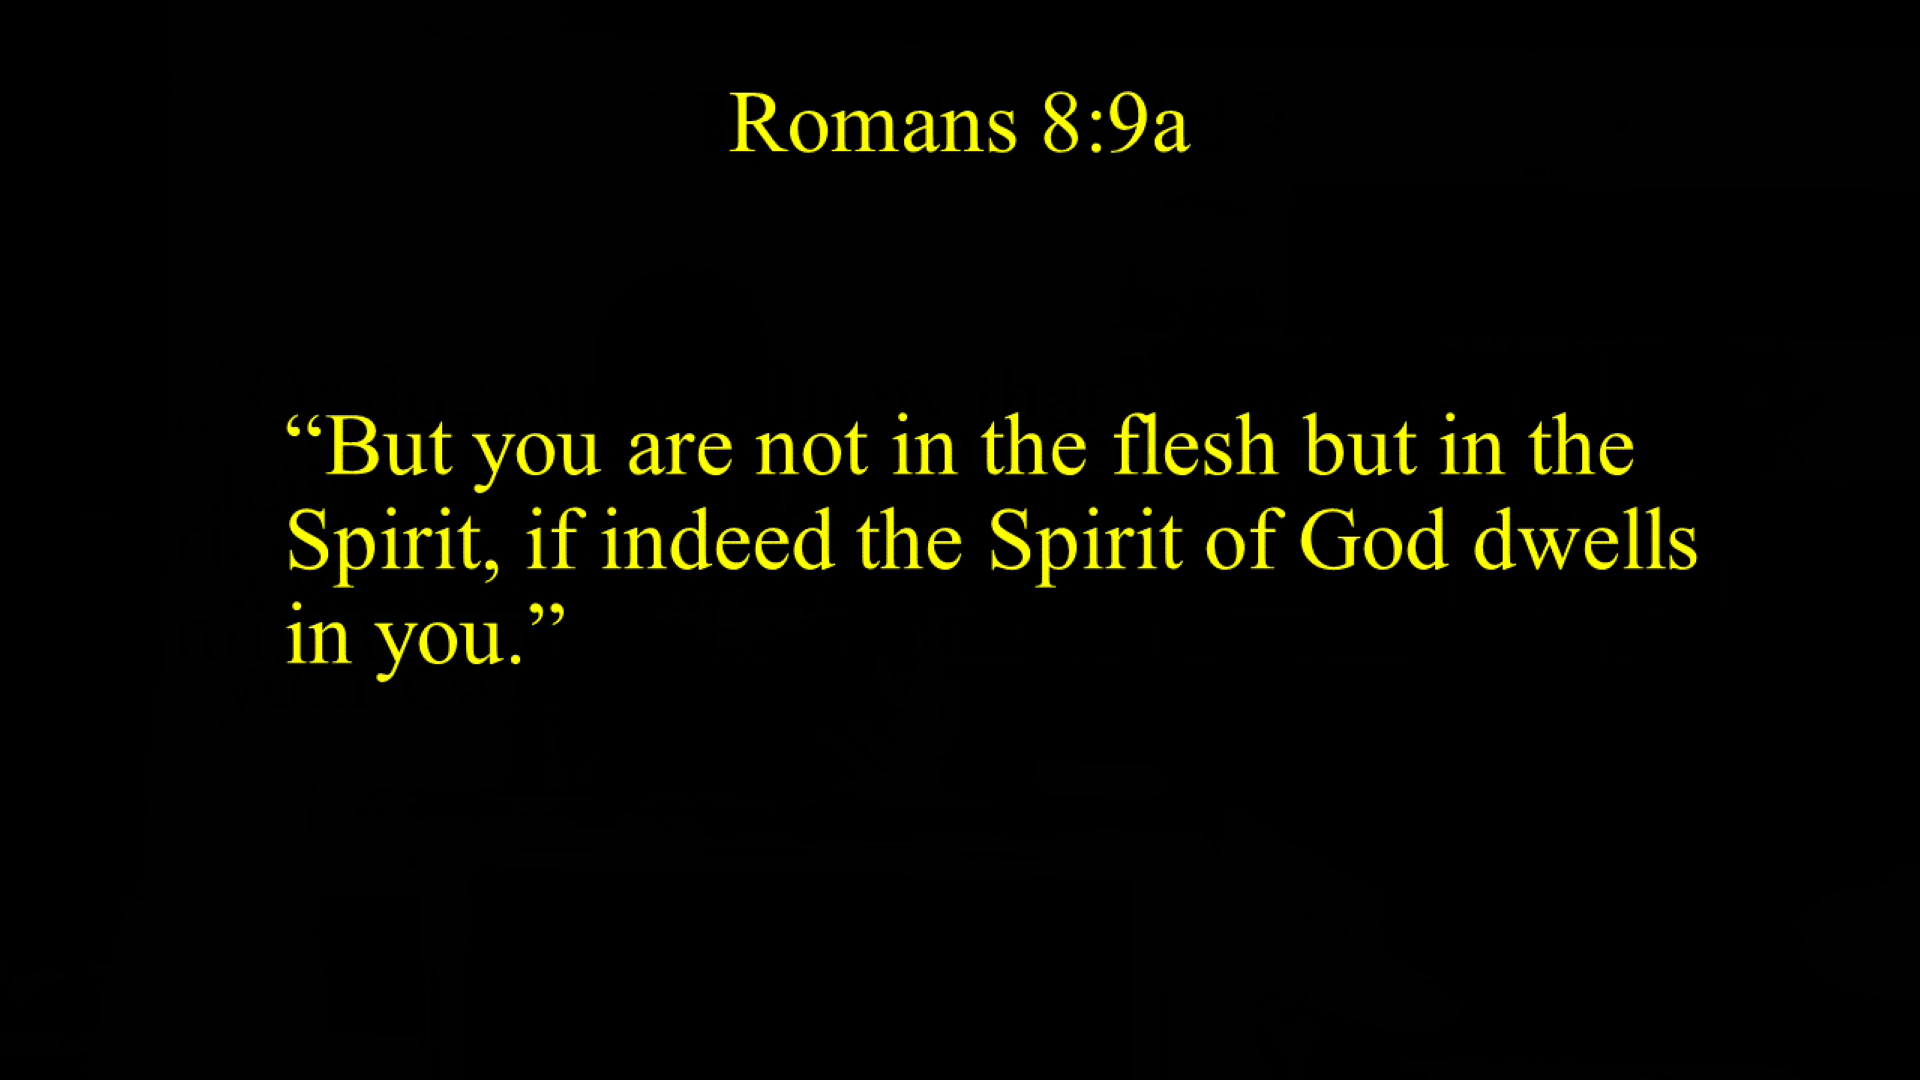 Romans 8:9a
“But you are not in the flesh but in the
Spirit, if indeed the Spirit of God dwells
in you.”